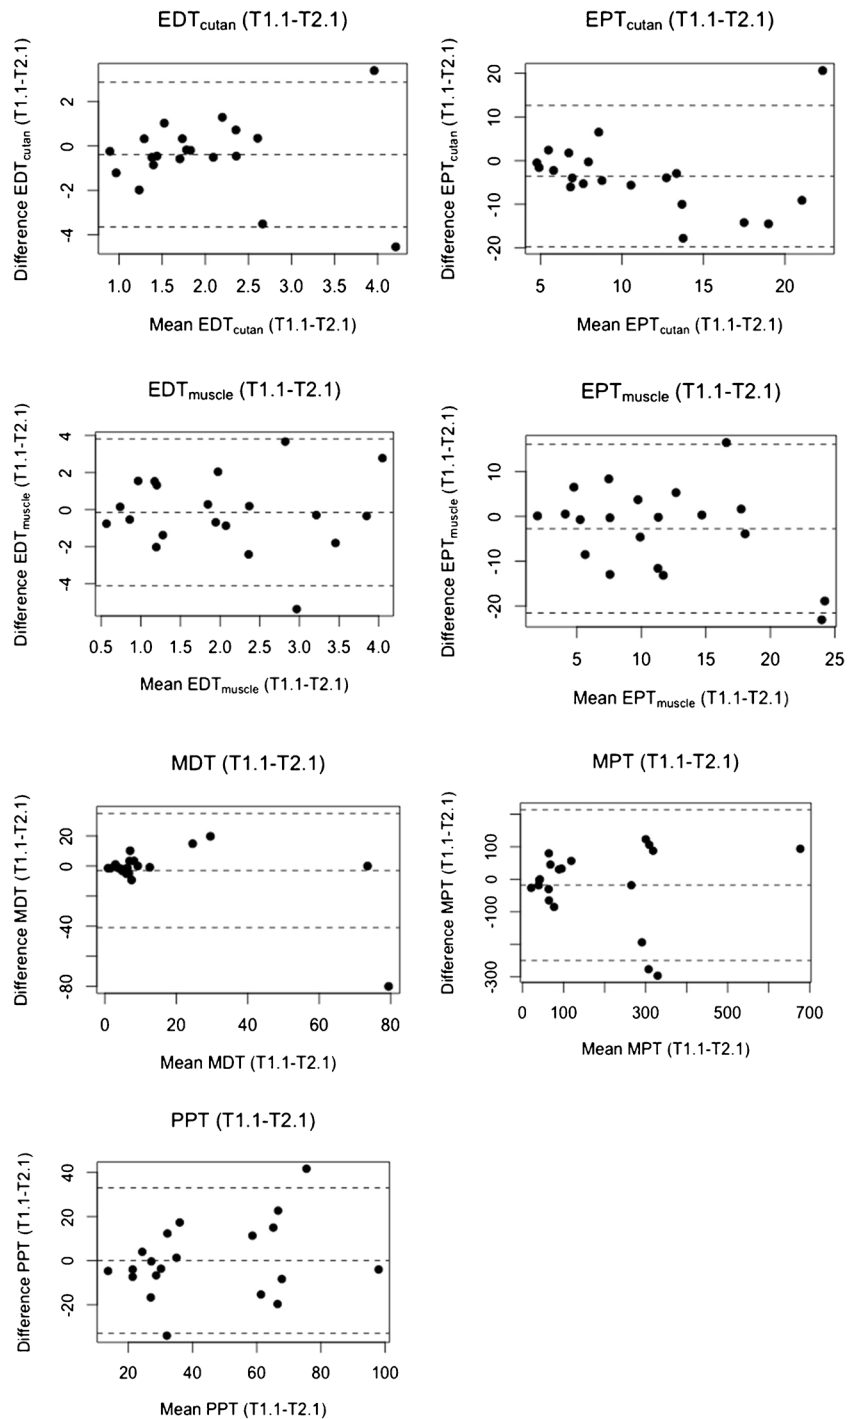 EDTcutan (T1.1-T2.1)
Difference EDTcutan (T1.1-T2.1)
2
0
-2
-4
1.0 1.5 2.0 2.5 3.0 3.5 4.0
Mean EDTcutan (T1.1-T2.1)
EPTcutan (T1.1-T2.1)
Difference EPTcutan (T1.1-T2.1)
20
10
0
-10
-20
5 10 15 20
Mean EPTcutan (T1.1-T2.1)
EDTmuscle (T1.1-T2.1)
Difference EDTmuscle (T1.1-T2.1)
4
2
0
-2
-4
0.5 1.0 1.5 2.0 2.5 3.0 3.5 4.0
Mean EDTmuscle (T1.1-T2.1)
EPTmuscle (T1.1-T2.1)
Difference EPTmuscle (T1.1-T2.1)
10
0
-10
-20
5 10 15 20 25
Mean EPTmuscle (T1.1-T2.1)
MDT (T1.1-T2.1)
Difference MDT (T1.1-T2.1)
20
0
-40
-80
0 20 40 60 80
Mean MDT (T1.1-T2.1)
MPT (T1.1-T2.1)
Difference MPT (T1.1-T2.1)
100
0
-100
-300
0 100 300 500 700
Mean MPT (T1.1-T2.1)
PPT (T1.1-T2.1)
Difference PPT (T1.1-T2.1)
40
20
0
-20
20 40 60 80 100
Mean PPT (T1.1-T2.1)